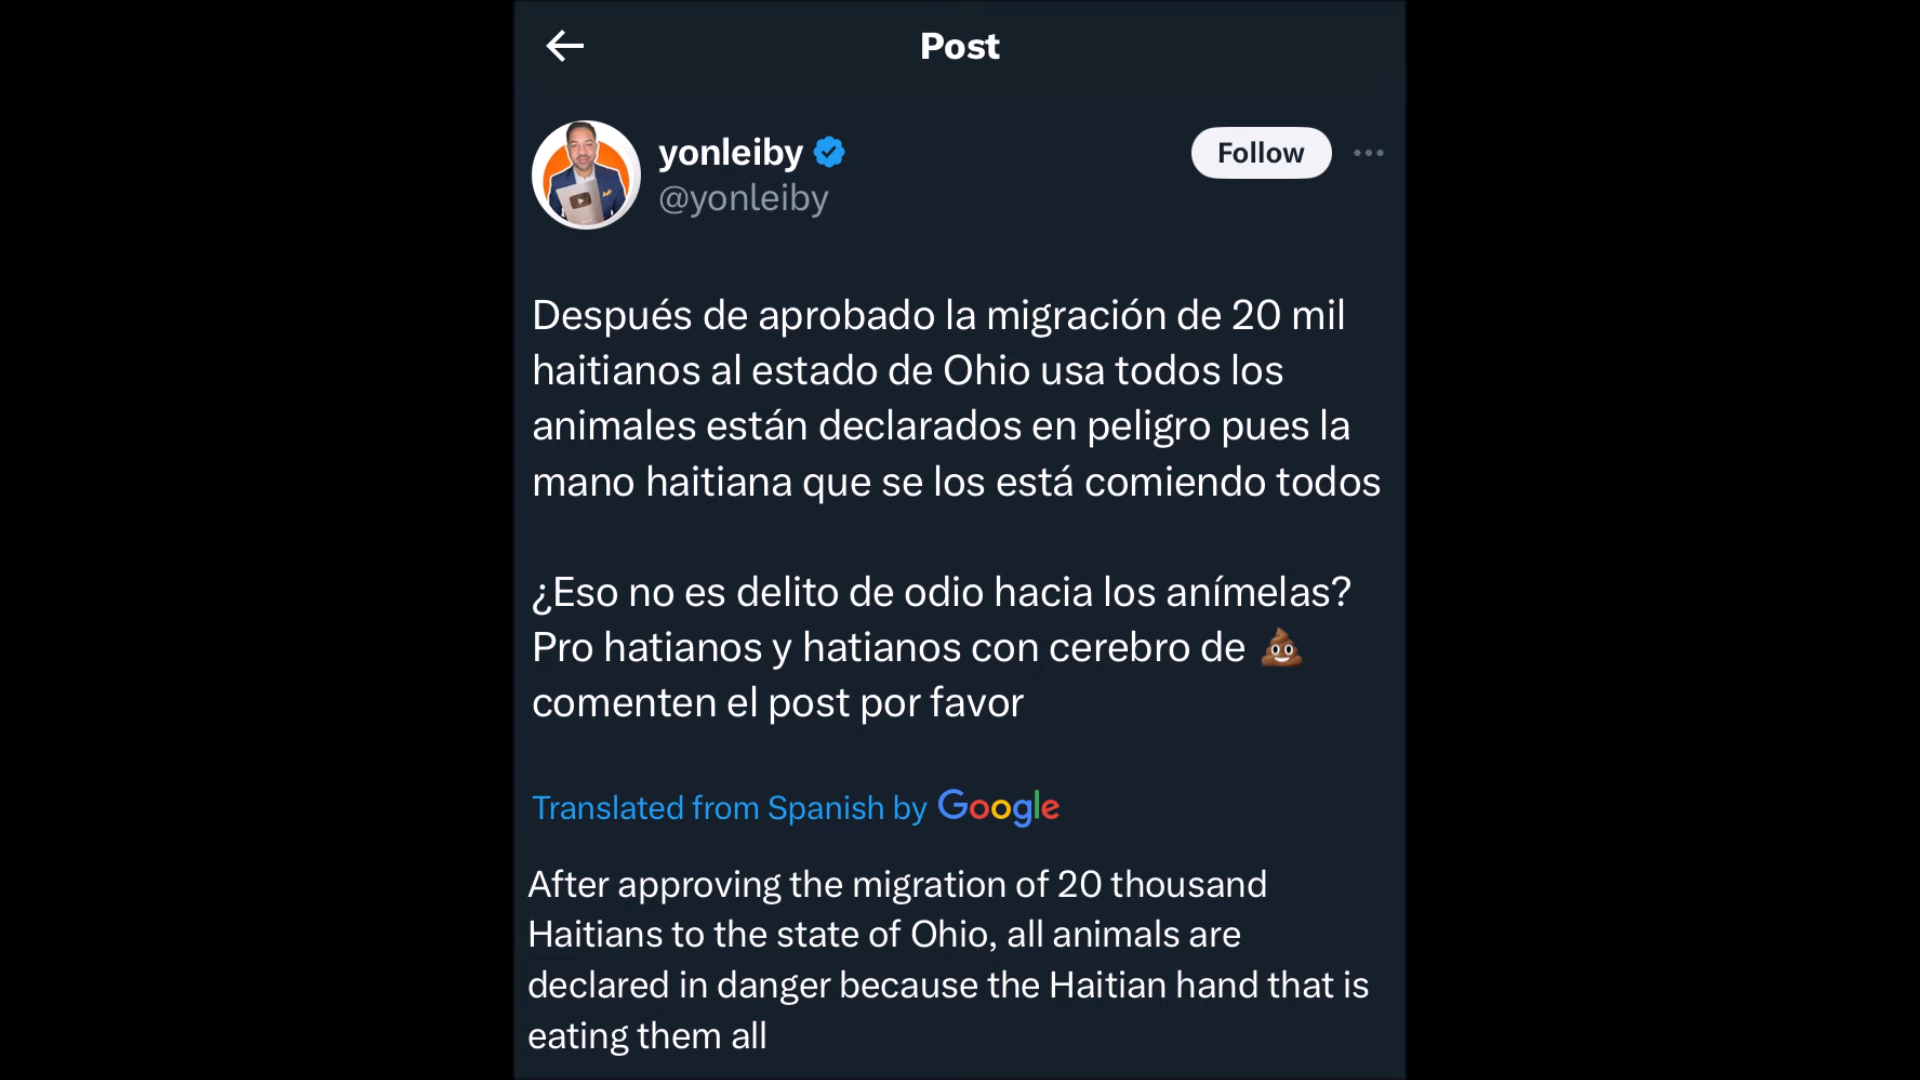 Post
yonleiby
Follow
@yonleiby
Después de aprobado la migración de 20 mil
haitianos al estado de Ohio usa todos los
animales están declarados en peligro pues la
mano haitiana que se los está comiendo todos
¿Eso no es delito de odio hacia los anímelas?
Pro hatianos y hatianos con cerebro de 💩
comenten el post por favor
Translated from Spanish by Google
After approving the migration of 20 thousand
Haitians to the state of Ohio, all animals are
declared in danger because the Haitian hand that is
eating them all